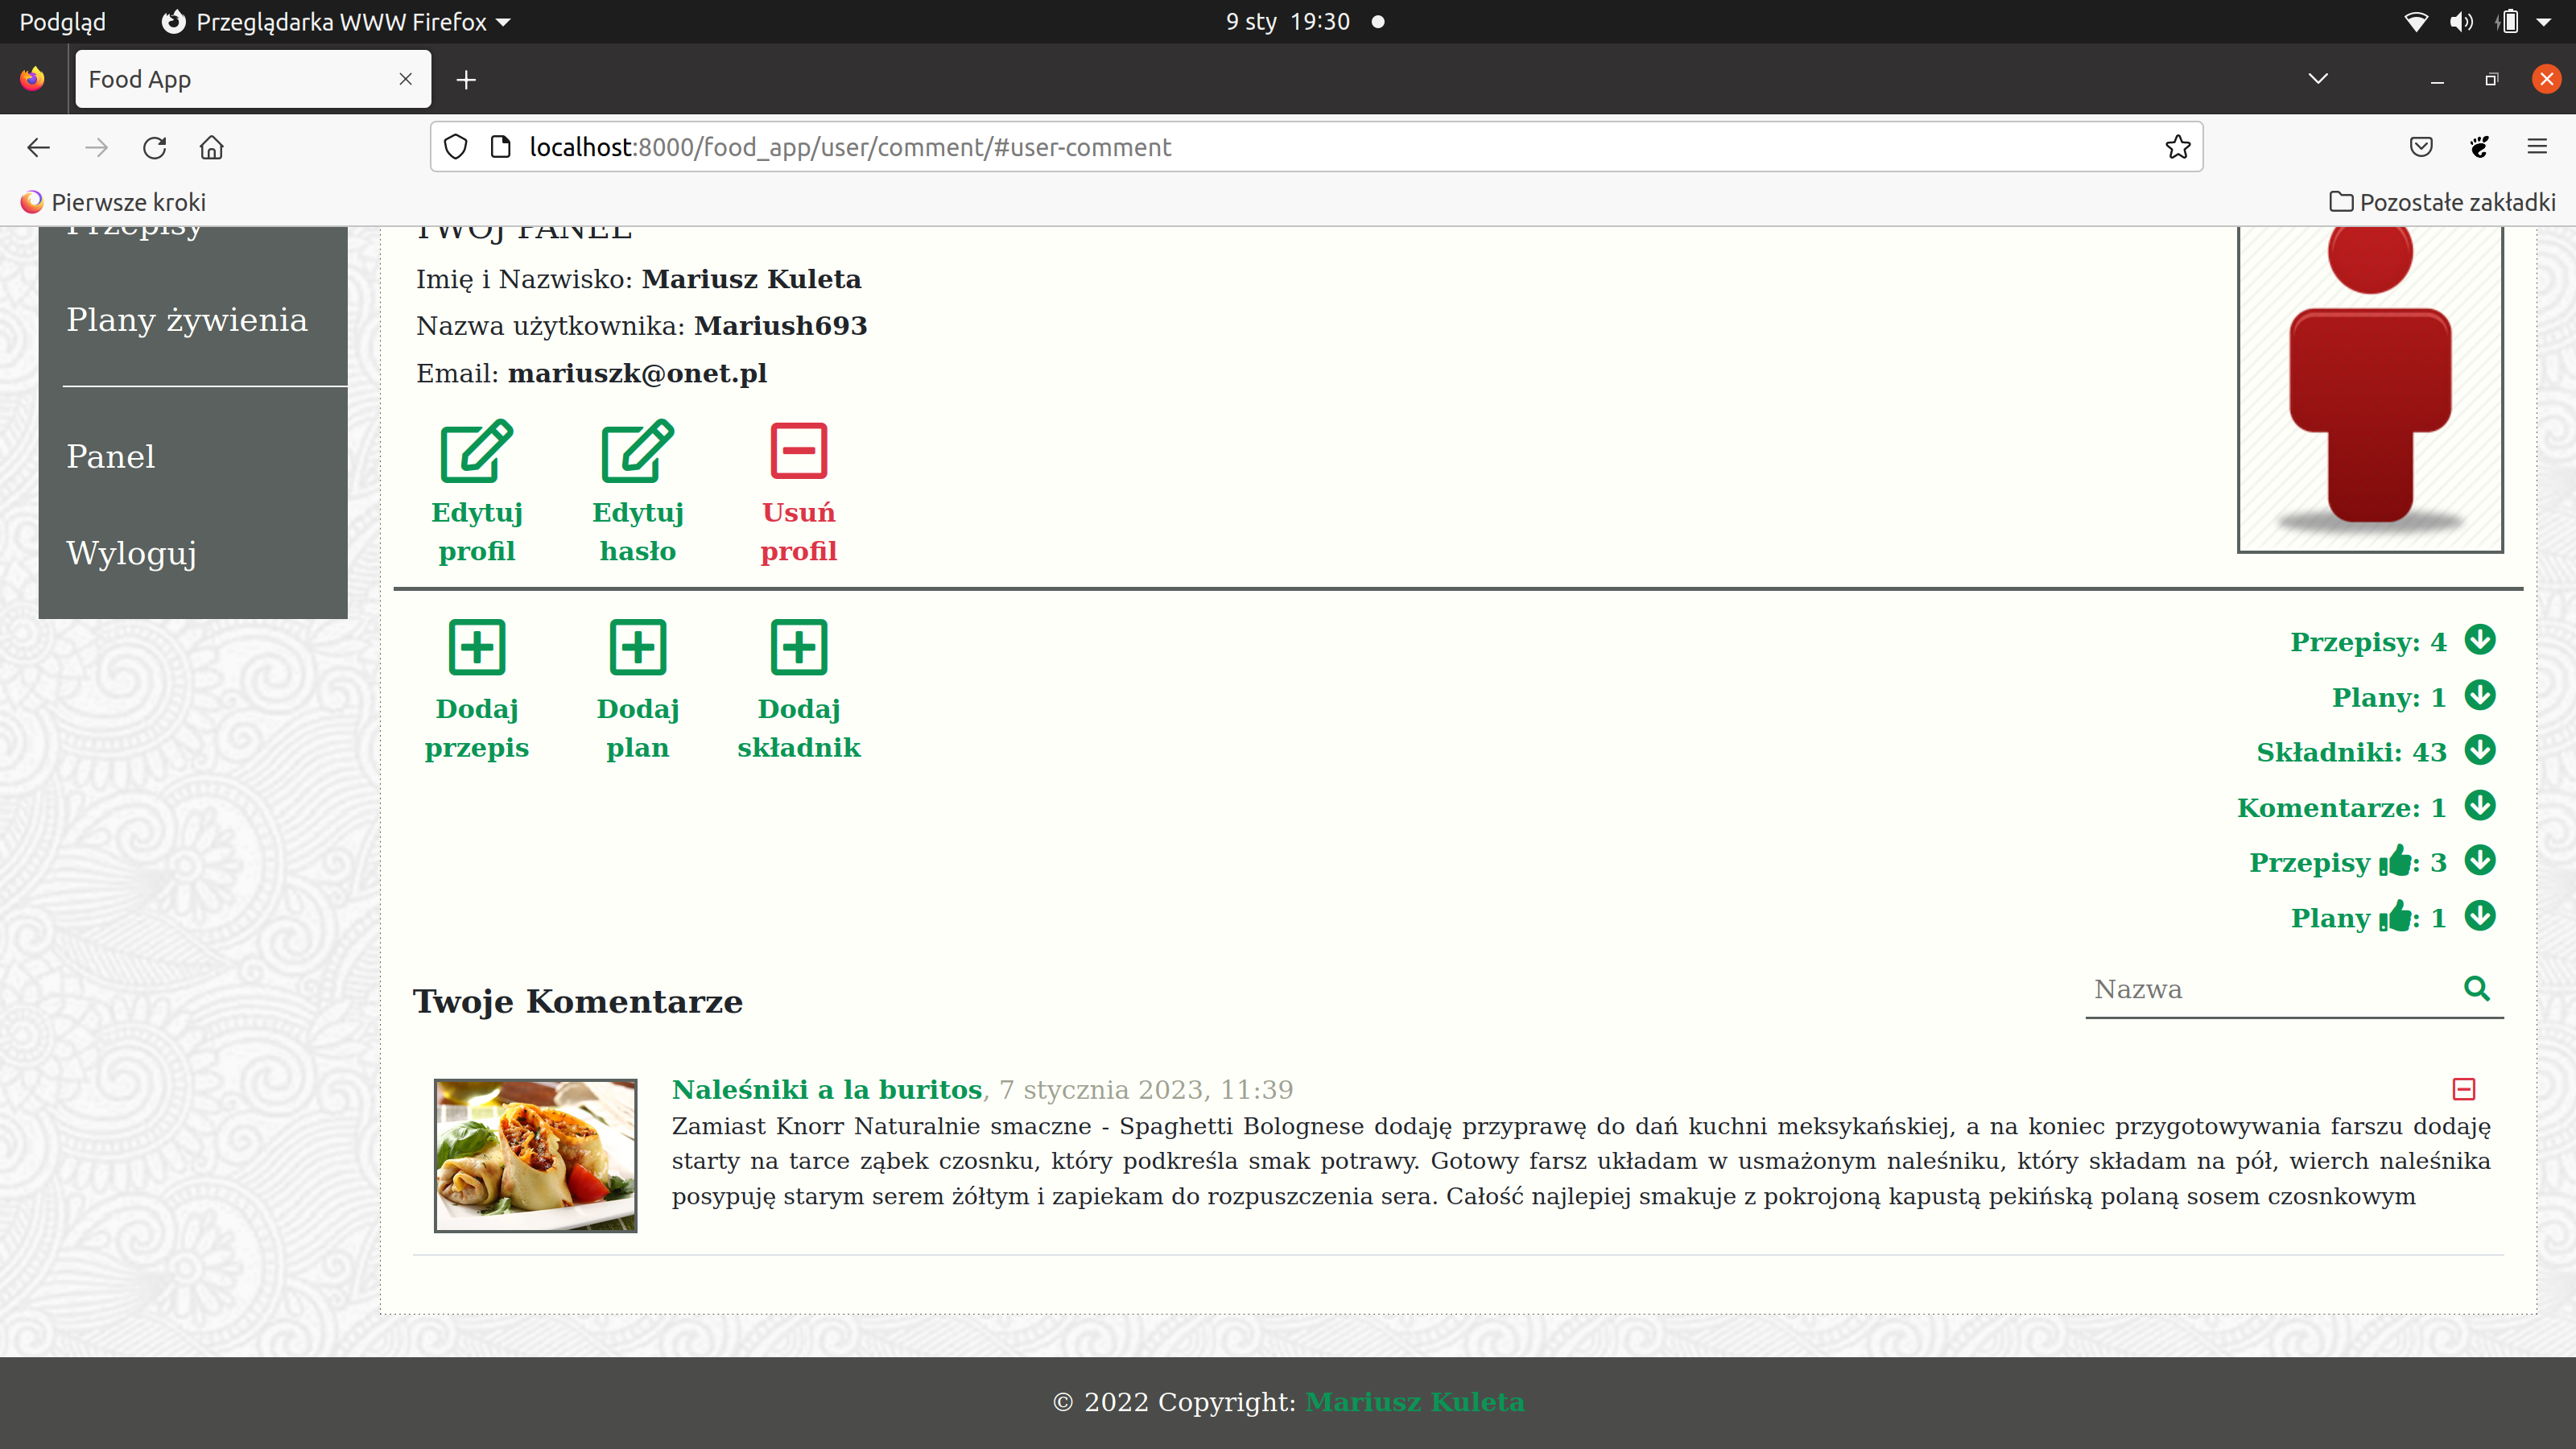 Podgląd
Przeglądarka WWW Firefox
9 sty 19:30
Food App
localhost:8000/food_app/user/comment/#user-comment
Pierwsze kroki
Pozostałe zakładki
Przepisy
Plany żywienia
Panel
Wyloguj
TWÓJ PANEL
Imię i Nazwisko: Mariusz Kuleta
Nazwa użytkownika: Mariush693
Email: mariuszk@onet.pl
Edytuj profil
Edytuj hasło
Usuń profil
Dodaj przepis
Dodaj plan
Dodaj składnik
Przepisy: 4
Plany: 1
Składniki: 43
Komentarze: 1
Przepisy : 3
Plany : 1
Twoje Komentarze
Nazwa
Naleśniki a la buritos, 7 stycznia 2023, 11:39
Zamiast Knorr Naturalnie smaczne - Spaghetti Bolognese dodaję przyprawę do dań kuchni meksykańskiej, a na koniec przygotowywania farszu dodaję
starty na tarce ząbek czosnku, który podkreśla smak potrawy. Gotowy farsz układam w usmażonym naleśniku, który składam na pół, wierch naleśnika
posypuję starym serem żółtym i zapiekam do rozpuszczenia sera. Całość najlepiej smakuje z pokrojoną kapustą pekińską polaną sosem czosnkowym
© 2022 Copyright: Mariusz Kuleta